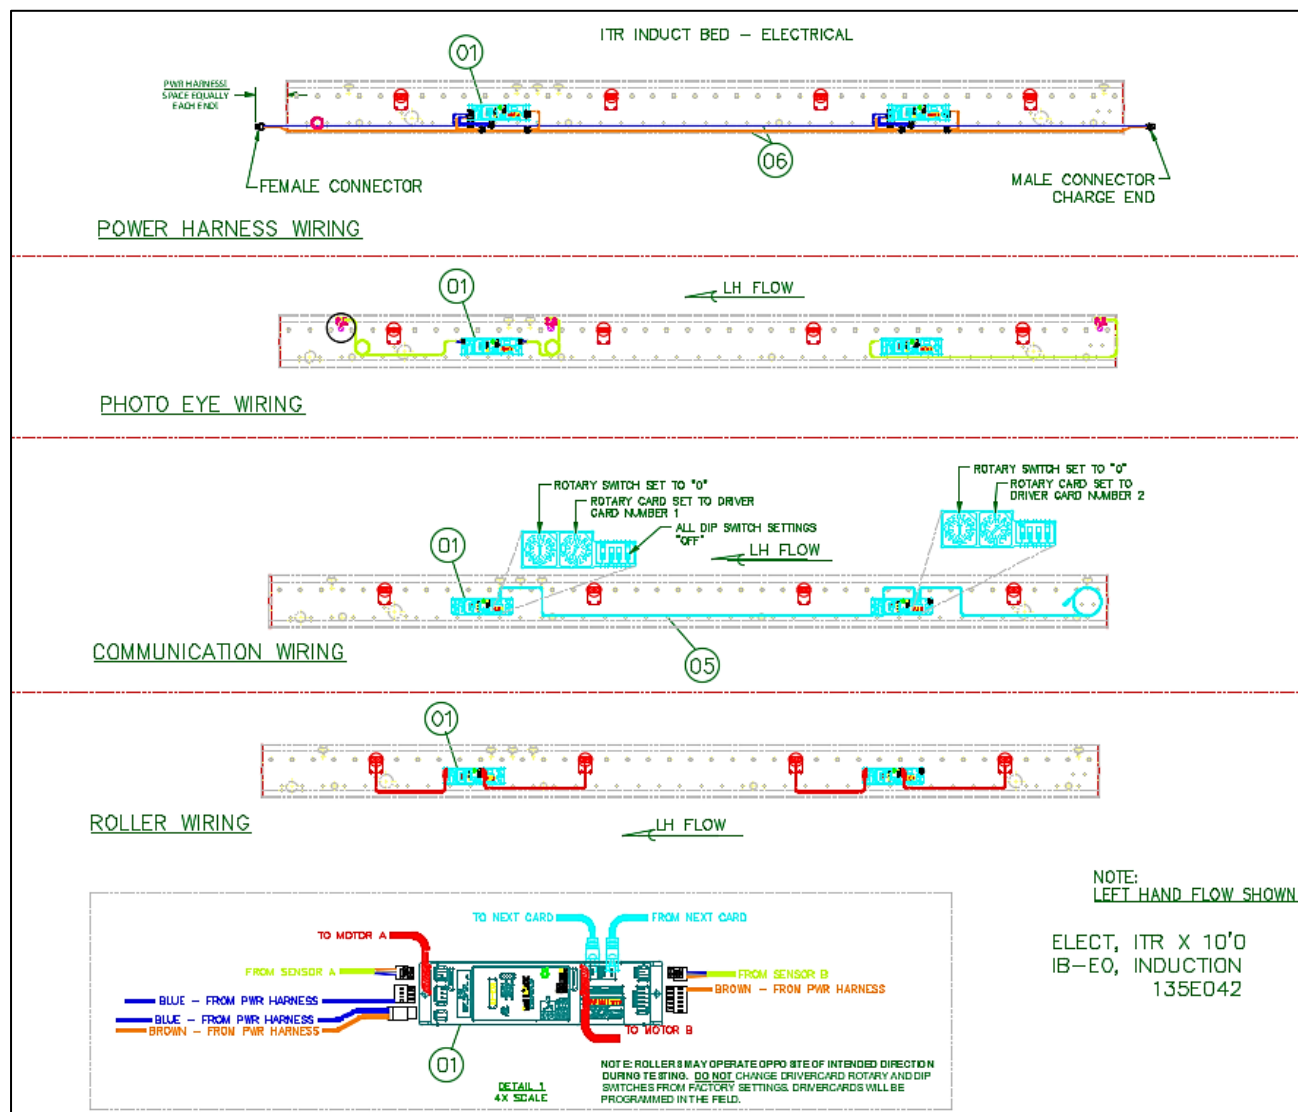 ITR INDUCT BED - ELECTRICAL
01
PWR HARNESS
SPACE EQUALLY
EACH END
06
FEMALE CONNECTOR
MALE CONNECTOR
CHARGE END
POWER HARNESS WIRING
01
LH FLOW
PHOTO EYE WIRING
ROTARY SWITCH SET TO "0"
ROTARY CARD SET TO DRIVER
CARD NUMBER 1
ALL DIP SWITCH SETTINGS
"OFF"
ROTARY SWITCH SET TO "0"
ROTARY CARD SET TO
DRIVER CARD NUMBER 2
01
LH FLOW
COMMUNICATION WIRING
05
01
ROLLER WIRING
LH FLOW
NOTE:
LEFT HAND FLOW SHOWN
ELECT, ITR X 10'0
IB-EO, INDUCTION
135E042
TO NEXT CARD
FROM NEXT CARD
TO MOTOR A
FROM SENSOR A
FROM SENSOR B
BLUE - FROM PWR HARNESS
BROWN - FROM PWR HARNESS
BLUE - FROM PWR HARNESS
BROWN - FROM PWR HARNESS
TO MOTOR B
01
DETAIL 1
4X SCALE
NOTE: ROLLERS MAY OPERATE OPPOSITE OF INTENDED DIRECTION
DURING TESTING. DO NOT CHANGE DRIVERCARD ROTARY AND DIP
SWITCHES FROM FACTORY SETTINGS. DRIVERCARDS WILL BE
PROGRAMMED IN THE FIELD.